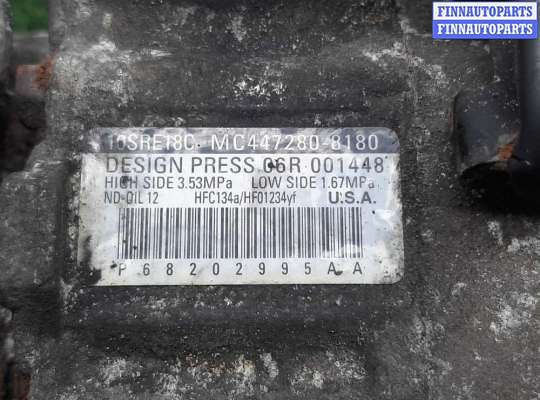 FINNAUTOPARTS
FINNAUTOPARTS
10SRE18C MC447280-8180
DESIGN PRESS 06R 001448
HIGH SIDE 3.53MPa LOW SIDE 1.67MPa
ND-OIL 12 HFC134a/HFO1234yf U.S.A.
P68202995AA